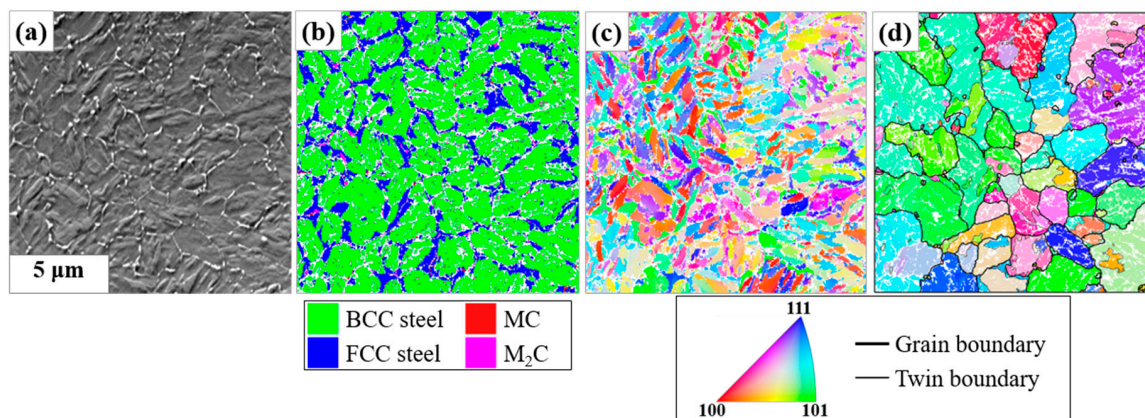 (a)
(b)
(c)
(d)
5 μm
BCC steel
MC
FCC steel
M₂C
111
100
101
Grain boundary
Twin boundary